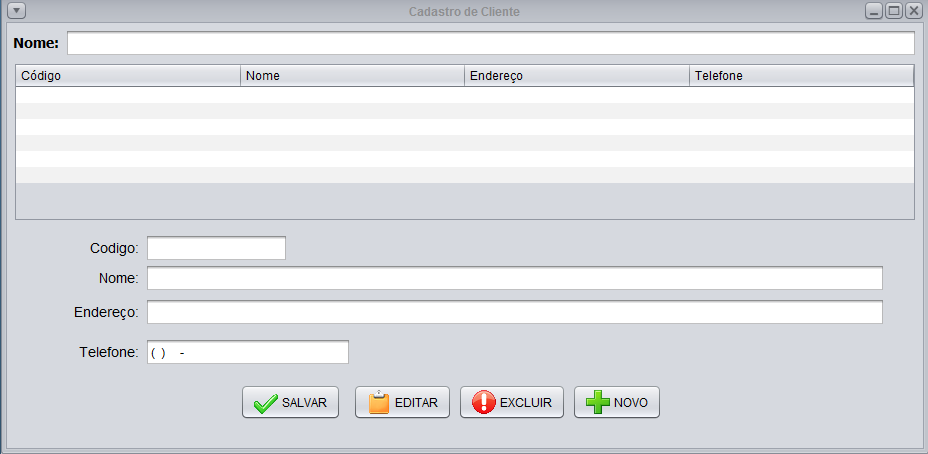 Cadastro de Cliente
Nome:
Código Nome Endereço Telefone
Codigo:
Nome:
Endereço:
Telefone: ( ) -
SALVAR EDITAR EXCLUIR NOVO